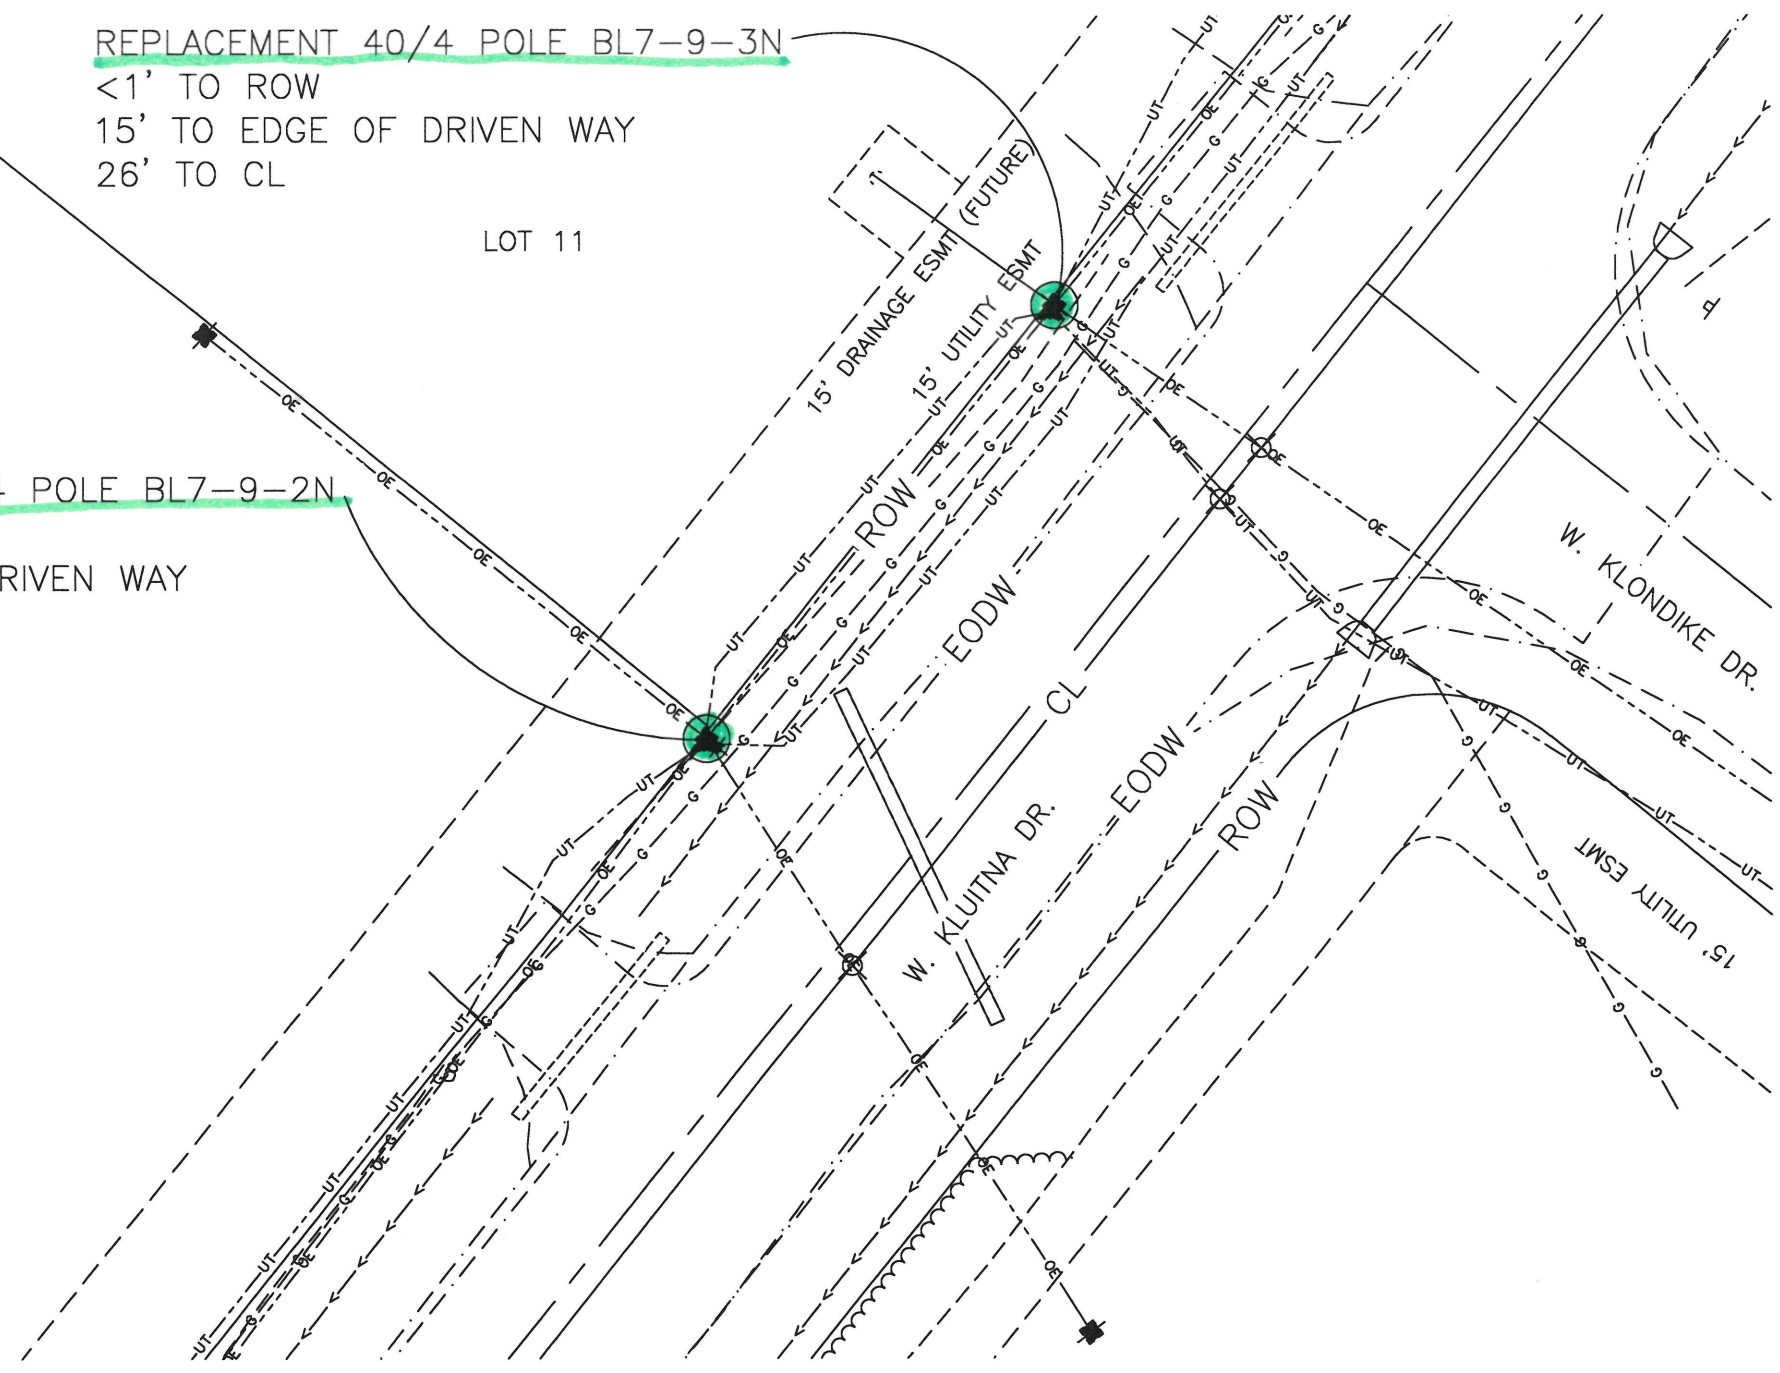 REPLACEMENT 40/4 POLE BL7-9-3N
<1' TO ROW
15' TO EDGE OF DRIVEN WAY
26' TO CL
LOT 11
15' DRAINAGE ESMT (FUTURE)
15' UTILITY ESMT
POLE BL7-9-2N
RIVEN WAY
ROW
EODW
CL
W. KLUITNA DR.
EODW
ROW
W. KLONDIKE DR.
15' UTILITY ESMT
UT
OE
G